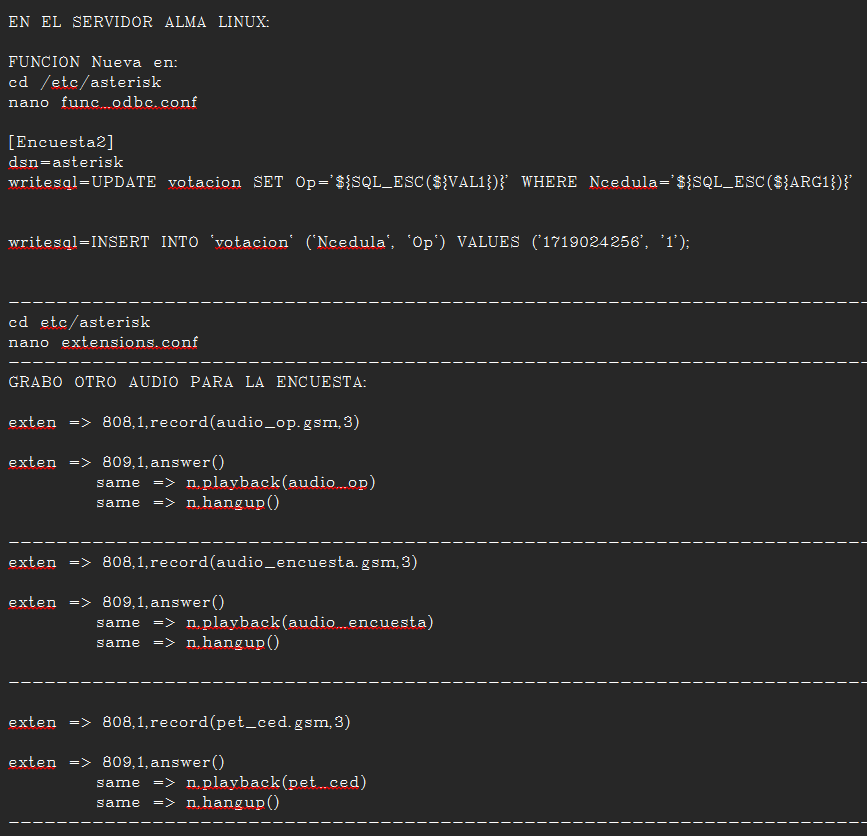 EN EL SERVIDOR ALMA LINUX:
FUNCION Nueva en:
cd /etc/asterisk
nano func_odbc.conf
[Encuesta2]
dsn=asterisk
writesql=UPDATE votacion SET Op='${SQL_ESC(${VAL1})}' WHERE Ncedula='${SQL_ESC(${ARG1})}'
writesql=INSERT INTO `votacion` (`Ncedula`, `Op`) VALUES ('1719024256', '1');
--------------------------------------------------------------------------------
cd etc/asterisk
nano extensions.conf
--------------------------------------------------------------------------------
GRABO OTRO AUDIO PARA LA ENCUESTA:
exten => 808,1,record(audio_op.gsm,3)
exten => 809,1,answer()
same => n,playback(audio_op)
same => n,hangup()
--------------------------------------------------------------------------------
exten => 808,1,record(audio_encuesta.gsm,3)
exten => 809,1,answer()
same => n,playback(audio_encuesta)
same => n,hangup()
--------------------------------------------------------------------------------
exten => 808,1,record(pet_ced.gsm,3)
exten => 809,1,answer()
same => n,playback(pet_ced)
same => n,hangup()
--------------------------------------------------------------------------------